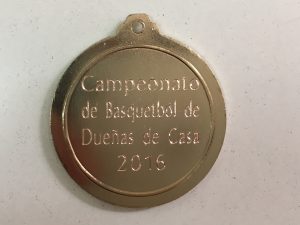 Campeonato
de Basquetbol de
Dueñas de Casa
2016